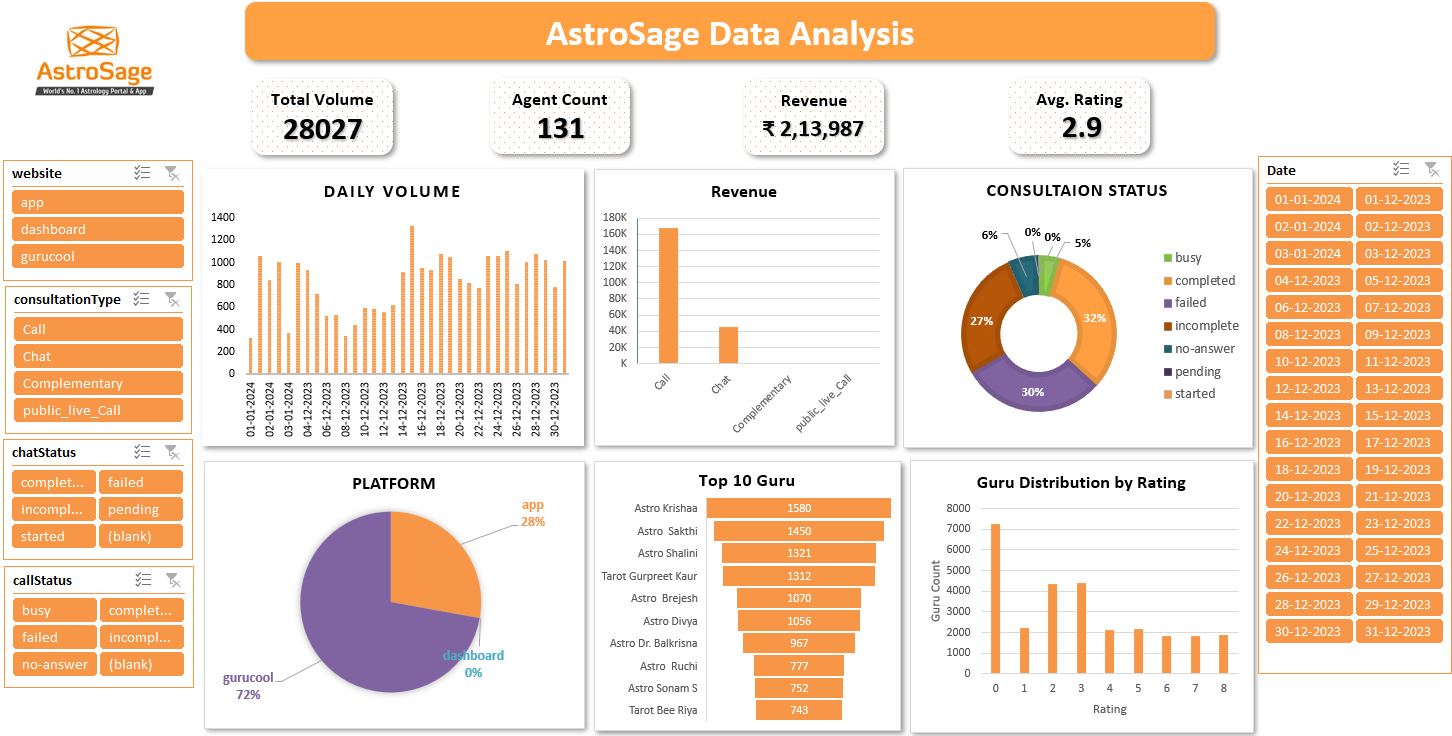 AstroSage Data Analysis
AstroSage
World's No. 1 Astrology Portal & App
Total Volume
28027
Agent Count
131
Revenue
₹ 2,13,987
Avg. Rating
2.9
website
app
dashboard
gurucool
consultationType
Call
Chat
Complementary
public_live_Call
chatStatus
complet... failed
incompl... pending
started (blank)
callStatus
busy complet...
failed incompl...
no-answer (blank)
DAILY VOLUME
1400
1200
1000
800
600
400
200
0
01-01-2024
02-01-2024
03-01-2024
04-12-2023
06-12-2023
08-12-2023
10-12-2023
12-12-2023
14-12-2023
16-12-2023
18-12-2023
20-12-2023
22-12-2023
24-12-2023
26-12-2023
28-12-2023
30-12-2023
Revenue
180K
160K
140K
120K
100K
80K
60K
40K
20K
K
Call
Chat
Complementary
public_live_Call
CONSULTAION STATUS
6%
0%
0%
5%
32%
30%
27%
busy
completed
failed
incomplete
no-answer
pending
started
PLATFORM
app
28%
dashboard
0%
gurucool
72%
Top 10 Guru
Astro Krishaa 1580
Astro Sakthi 1450
Astro Shalini 1321
Tarot Gurpreet Kaur 1312
Astro Brejesh 1070
Astro Divya 1056
Astro Dr. Balkrisna 967
Astro Ruchi 777
Astro Sonam S 752
Tarot Bee Riya 743
Guru Distribution by Rating
Guru Count
8000
7000
6000
5000
4000
3000
2000
1000
0
0 1 2 3 4 5 6 7 8
Rating
Date
01-01-2024 01-12-2023
02-01-2024 02-12-2023
03-01-2024 03-12-2023
04-12-2023 05-12-2023
06-12-2023 07-12-2023
08-12-2023 09-12-2023
10-12-2023 11-12-2023
12-12-2023 13-12-2023
14-12-2023 15-12-2023
16-12-2023 17-12-2023
18-12-2023 19-12-2023
20-12-2023 21-12-2023
22-12-2023 23-12-2023
24-12-2023 25-12-2023
26-12-2023 27-12-2023
28-12-2023 29-12-2023
30-12-2023 31-12-2023